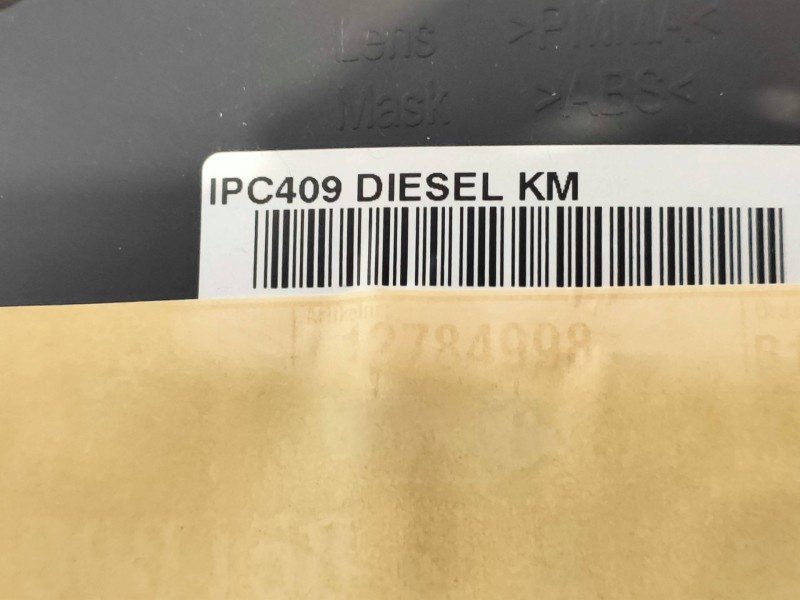 Lens >PMMA<
Mask >ABS<
IPC409 DIESEL KM
12784998